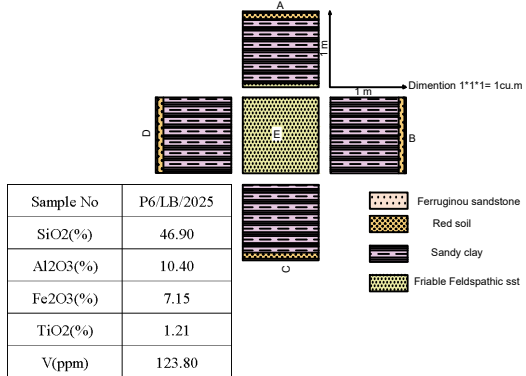 A
1 m
1 m
Dimention 1*1*1= 1cu.m
D
E
B
C
Sample No P6/LB/2025
SiO2(%) 46.90
Al2O3(%) 10.40
Fe2O3(%) 7.15
TiO2(%) 1.21
V(ppm) 123.80
Ferruginou sandstone
Red soil
Sandy clay
Friable Feldspathic sst